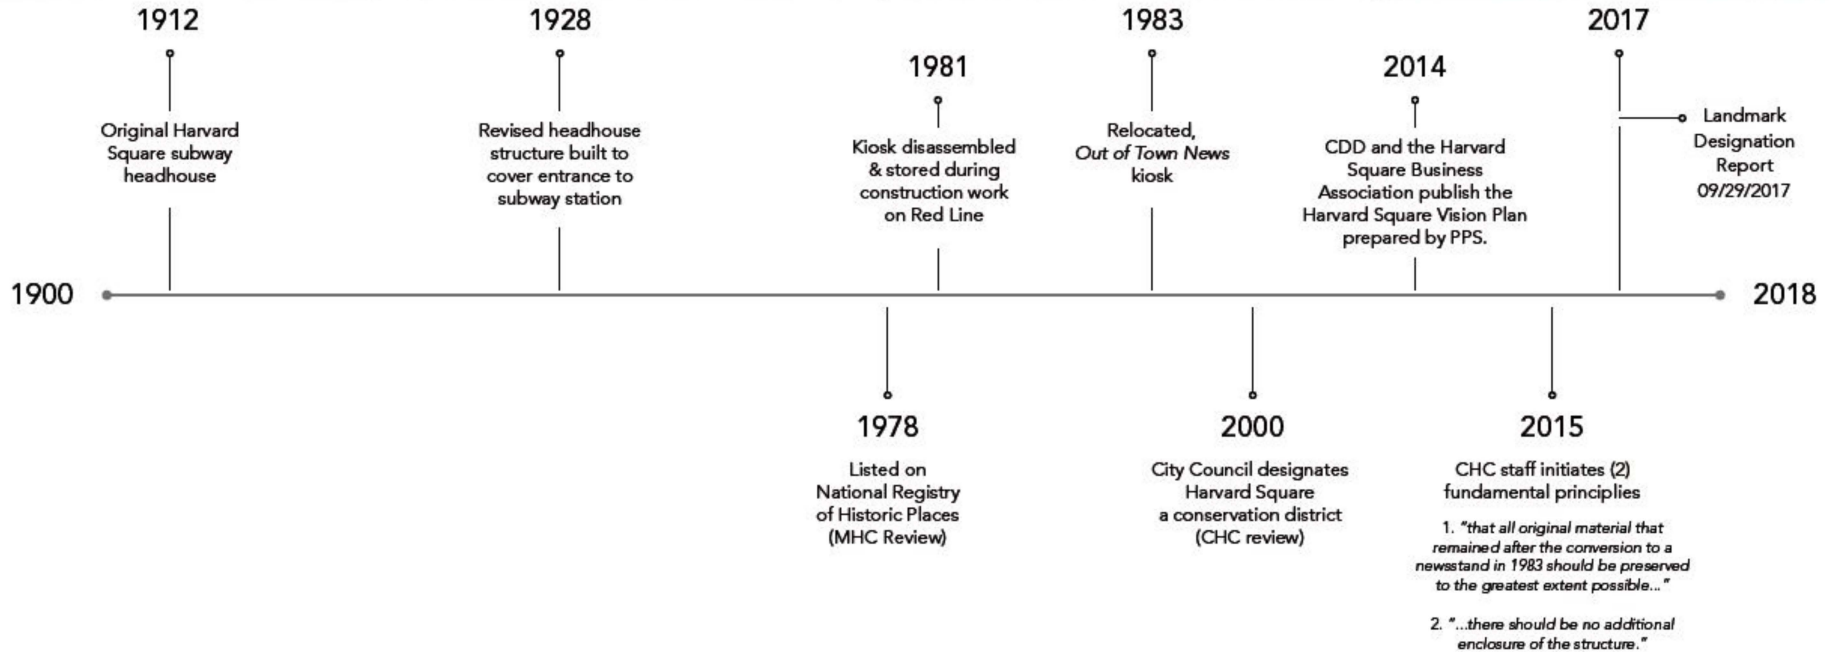 1912
Original Harvard
Square subway
headhouse
1928
Revised headhouse
structure built to
cover entrance to
subway station
1981
Kiosk disassembled
& stored during
construction work
on Red Line
1983
Relocated,
Out of Town News
kiosk
2014
CDD and the Harvard
Square Business
Association publish the
Harvard Square Vision Plan
prepared by PPS.
2017
Landmark
Designation
Report
09/29/2017
1900
2018
1978
Listed on
National Registry
of Historic Places
(MHC Review)
2000
City Council designates
Harvard Square
a conservation district
(CHC review)
2015
CHC staff initiates (2)
fundamental principlies
1. "that all original material that
remained after the conversion to a
newsstand in 1983 should be preserved
to the greatest extent possible..."
2. "...there should be no additional
enclosure of the structure."